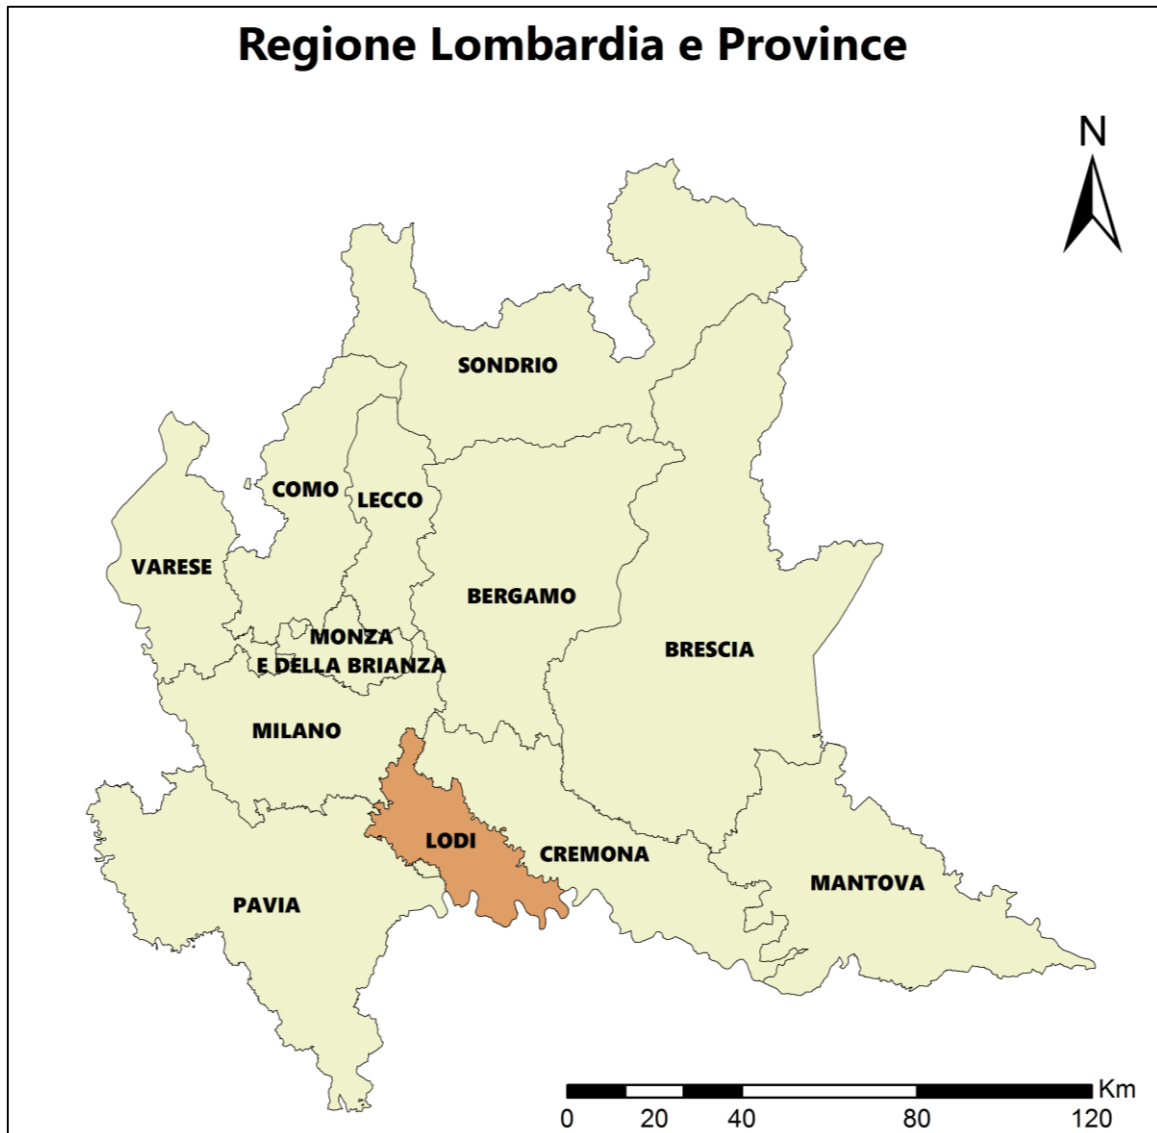 Regione Lombardia e Province
N
SONDRIO
COMO
LECCO
VARESE
BERGAMO
MONZA
E DELLA BRIANZA
BRESCIA
MILANO
LODI
CREMONA
MANTOVA
PAVIA
Km
0 20 40 80 120